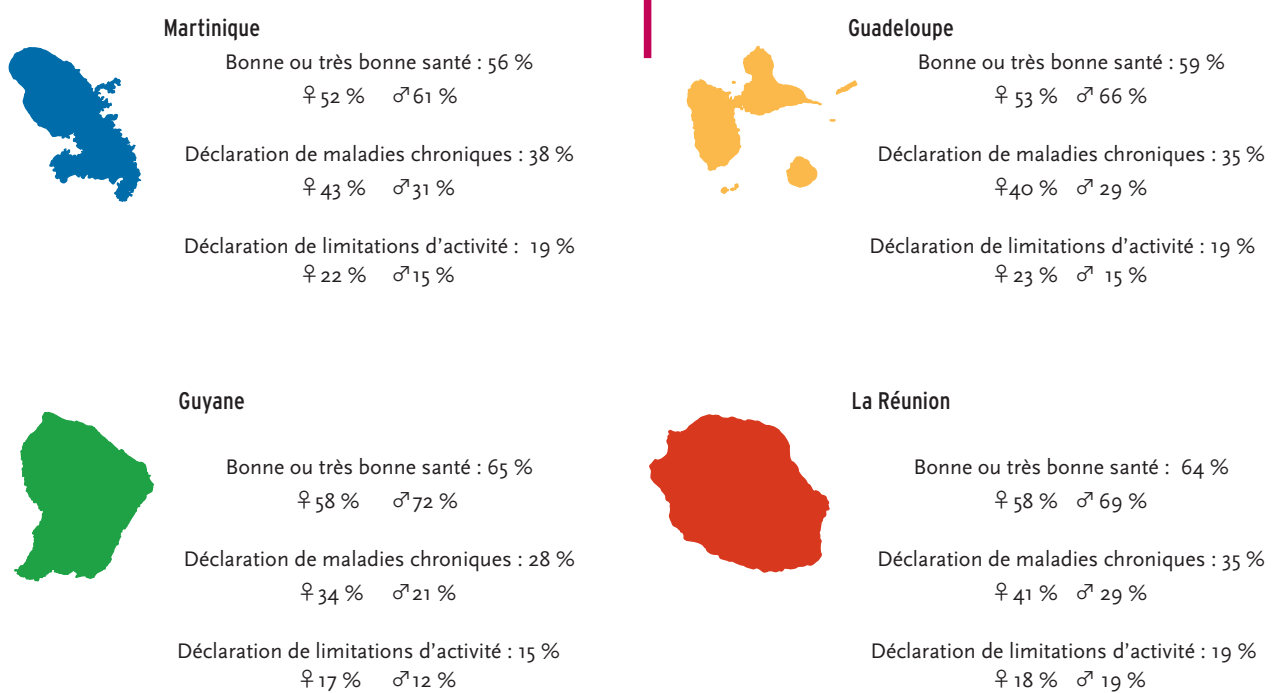 Martinique
Bonne ou très bonne santé : 56 %
♀52 % ♂61 %
Déclaration de maladies chroniques : 38 %
♀43 % ♂31 %
Déclaration de limitations d’activité : 19 %
♀22 % ♂15 %
Guadeloupe
Bonne ou très bonne santé : 59 %
♀ 53 % ♂ 66 %
Déclaration de maladies chroniques : 35 %
♀40 % ♂ 29 %
Déclaration de limitations d’activité : 19 %
♀ 23 % ♂ 15 %
Guyane
Bonne ou très bonne santé : 65 %
♀58 % ♂72 %
Déclaration de maladies chroniques : 28 %
♀34 % ♂21 %
Déclaration de limitations d’activité : 15 %
♀17 % ♂12 %
La Réunion
Bonne ou très bonne santé : 64 %
♀ 58 % ♂ 69 %
Déclaration de maladies chroniques : 35 %
♀ 41 % ♂ 29 %
Déclaration de limitations d’activité : 19 %
♀ 18 % ♂ 19 %